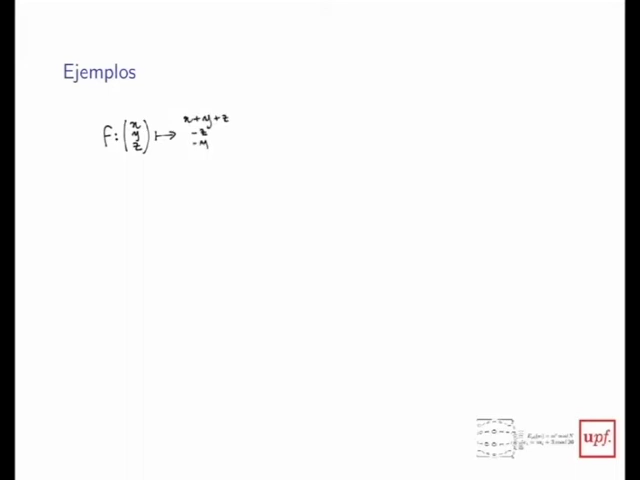 Ejemplos
f: (x y z) ↦ x+y+z
-z
-y
upf.